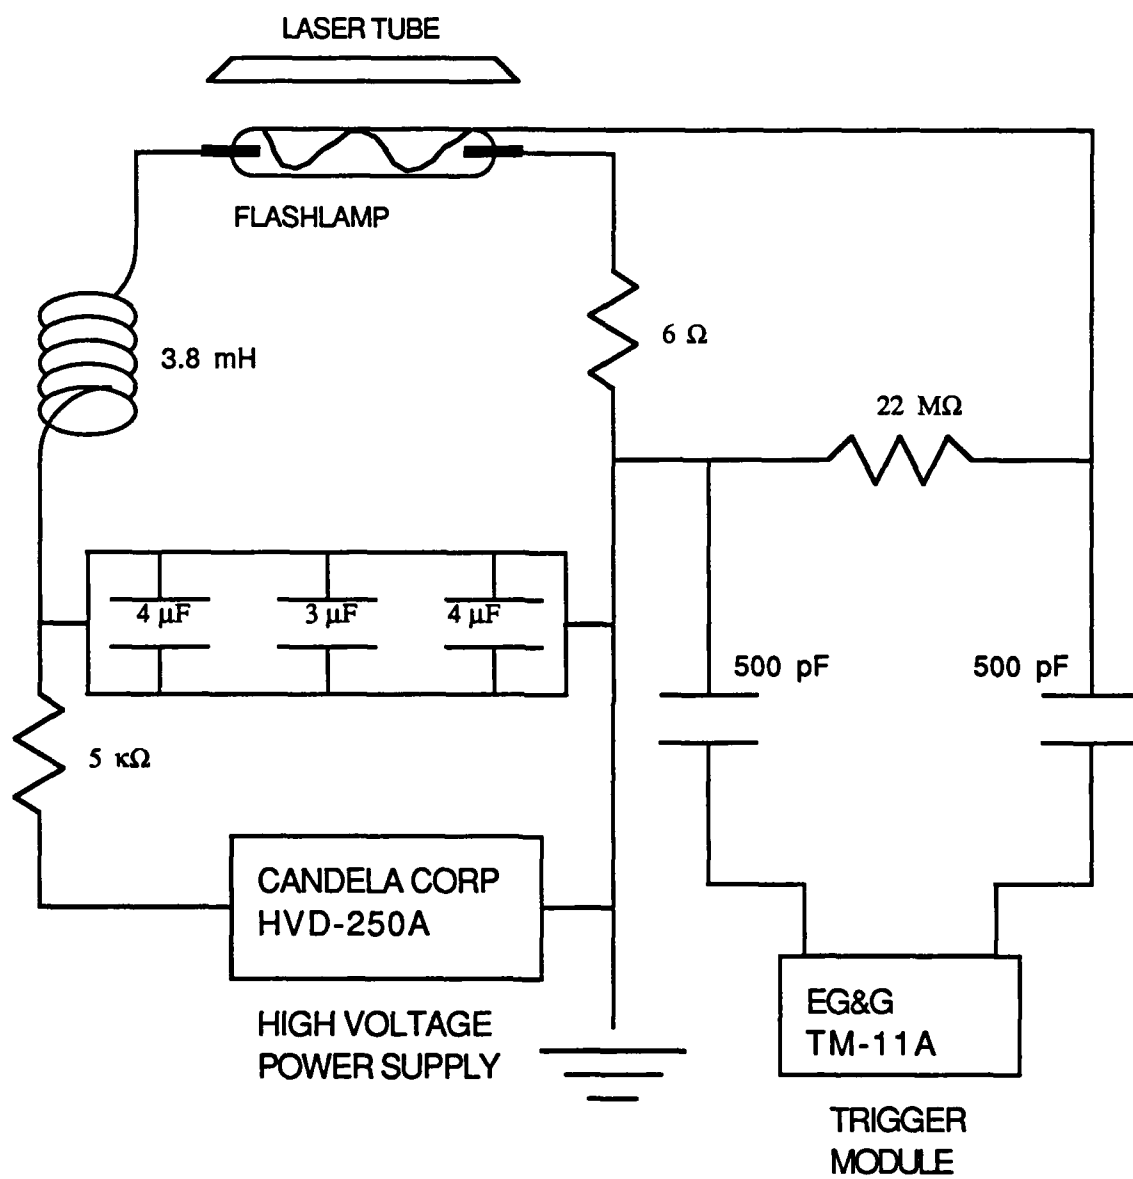 LASER TUBE
FLASHLAMP
3.8 mH
6 Ω
22 MΩ
4 μF
3 μF
4 μF
500 pF
500 pF
5 κΩ
CANDELA CORP
HVD-250A
HIGH VOLTAGE
POWER SUPPLY
EG&G
TM-11A
TRIGGER
MODULE